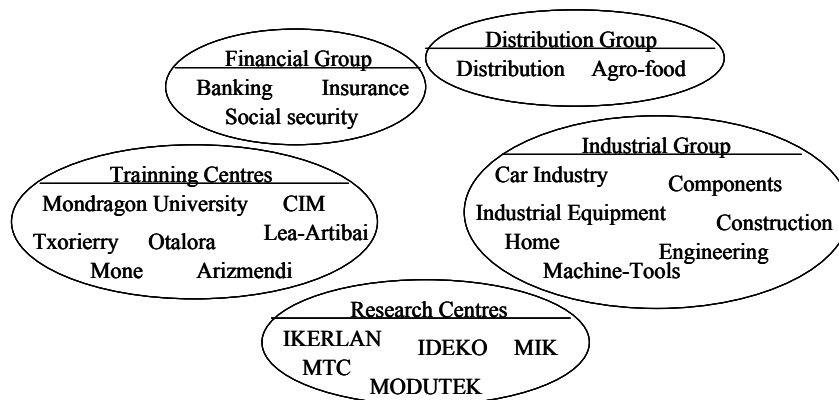 Financial Group
Banking Insurance
Social security
Distribution Group
Distribution Agro-food
Trainning Centres
Mondragon University CIM
Txorierry Otalora Lea-Artibai
Mone Arizmendi
Industrial Group
Car Industry Components
Industrial Equipment Construction
Home Engineering
Machine-Tools
Research Centres
IKERLAN IDEKO MIK
MTC
MODUTEK